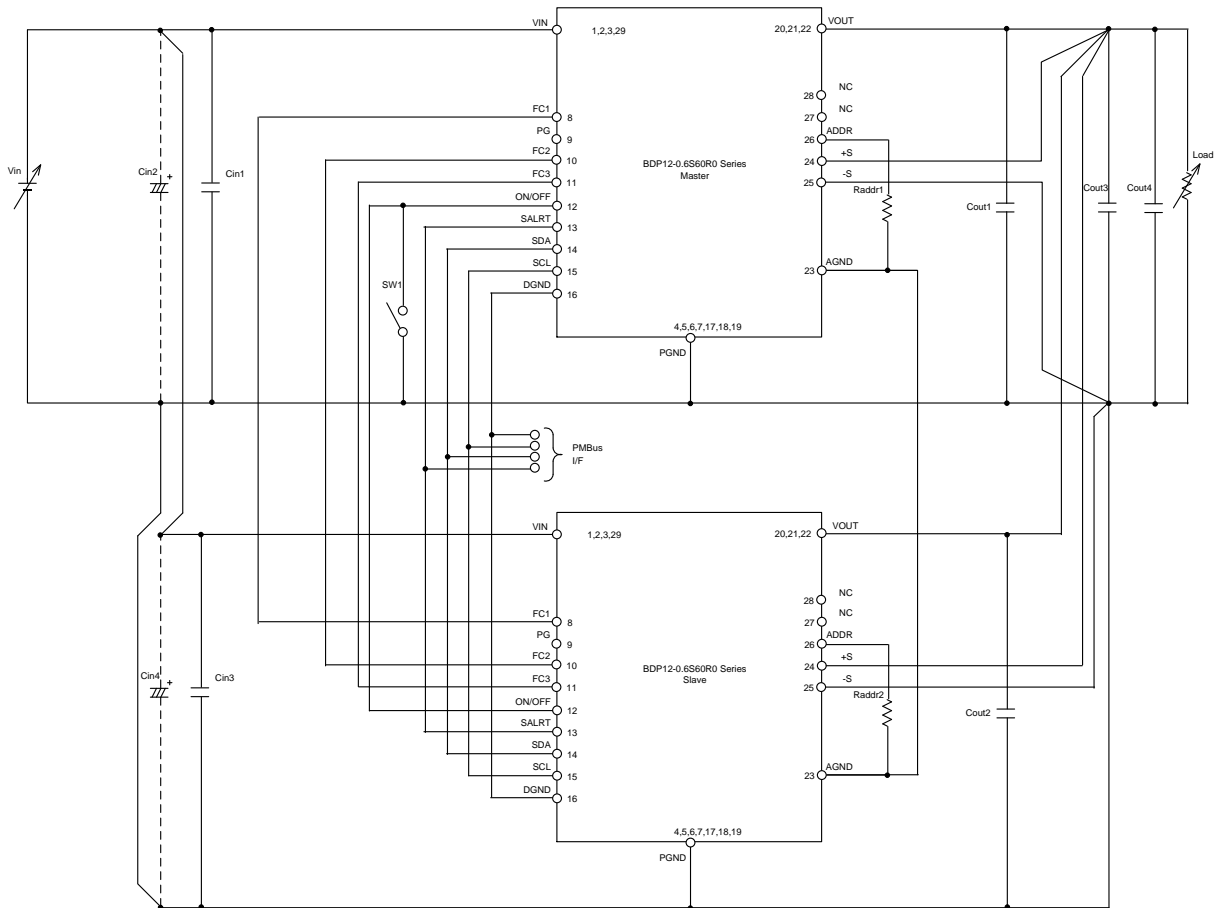 VIN
1,2,3,29
20,21,22
VOUT
NC
28
NC
27
FC1
8
ADDR
26
PG
9
+S
24
FC2
10
-S
25
FC3
11
BDP12-0.6S60R0 Series
Master
ON/OFF
12
SALRT
13
SDA
14
SCL
15
DGND
16
AGND
23
4,5,6,7,17,18,19
PGND
Vin
Cin2
+
Cin1
SW1
Raddr1
Cout1
Cout3
Cout4
Load
PMBus
I/F
VIN
1,2,3,29
20,21,22
VOUT
NC
28
NC
27
FC1
8
ADDR
26
PG
9
+S
24
FC2
10
-S
25
FC3
11
BDP12-0.6S60R0 Series
Slave
ON/OFF
12
SALRT
13
SDA
14
SCL
15
DGND
16
AGND
23
4,5,6,7,17,18,19
PGND
Cin4
+
Cin3
Raddr2
Cout2